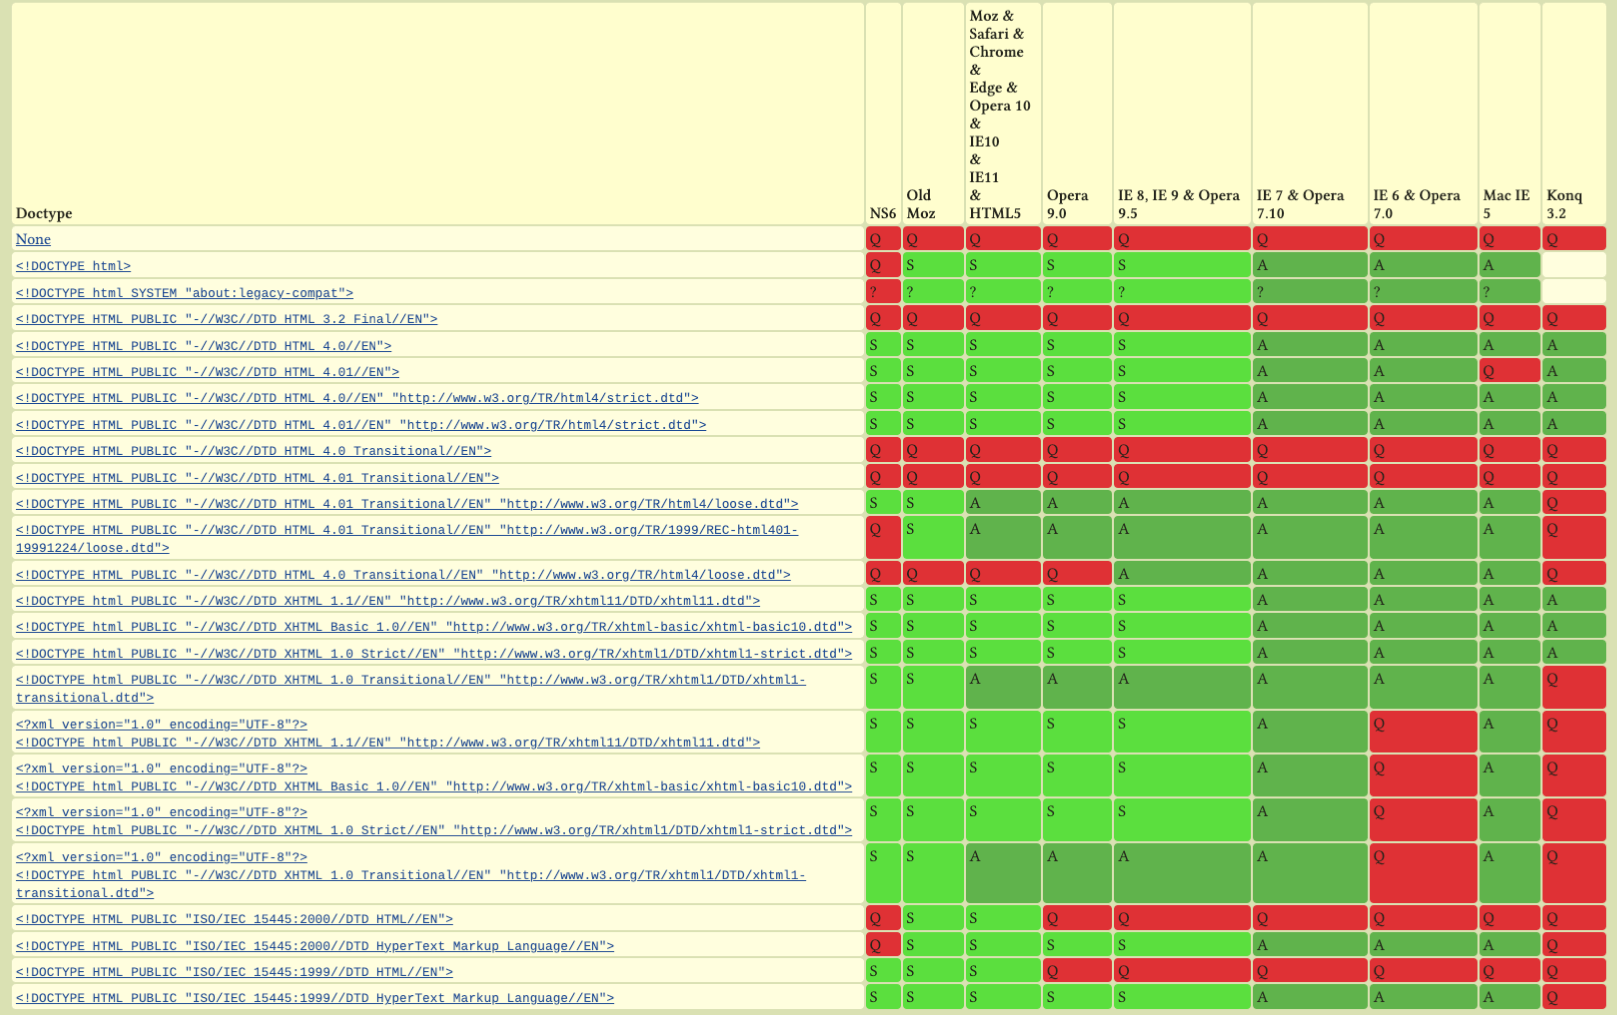 Doctype NS6 Old Moz Moz & Safari & Chrome & Edge & Opera 10 & IE10 & IE11 & HTML5 Opera 9.0 IE 8, IE 9 & Opera 9.5 IE 7 & Opera 7.10 IE 6 & Opera 7.0 Mac IE 5 Konq 3.2
None Q Q Q Q Q Q Q Q Q
<!DOCTYPE html> Q S S S S A A A
<!DOCTYPE html SYSTEM "about:legacy-compat"> ? ? ? ? ? ? ? ?
<!DOCTYPE HTML PUBLIC "-//W3C//DTD HTML 3.2 Final//EN"> Q Q Q Q Q Q Q Q Q
<!DOCTYPE HTML PUBLIC "-//W3C//DTD HTML 4.0//EN"> S S S S S A A A A
<!DOCTYPE HTML PUBLIC "-//W3C//DTD HTML 4.01//EN"> S S S S S A A Q A
<!DOCTYPE HTML PUBLIC "-//W3C//DTD HTML 4.0//EN" "http://www.w3.org/TR/html4/strict.dtd"> S S S S S A A A A
<!DOCTYPE HTML PUBLIC "-//W3C//DTD HTML 4.01//EN" "http://www.w3.org/TR/html4/strict.dtd"> S S S S S A A A A
<!DOCTYPE HTML PUBLIC "-//W3C//DTD HTML 4.0 Transitional//EN"> Q Q Q Q Q Q Q Q Q
<!DOCTYPE HTML PUBLIC "-//W3C//DTD HTML 4.01 Transitional//EN"> Q Q Q Q Q Q Q Q Q
<!DOCTYPE HTML PUBLIC "-//W3C//DTD HTML 4.01 Transitional//EN" "http://www.w3.org/TR/html4/loose.dtd"> S S A A A A A A Q
<!DOCTYPE HTML PUBLIC "-//W3C//DTD HTML 4.01 Transitional//EN" "http://www.w3.org/TR/1999/REC-html401- Q S A A A A A A Q
19991224/loose.dtd">
<!DOCTYPE HTML PUBLIC "-//W3C//DTD HTML 4.0 Transitional//EN" "http://www.w3.org/TR/html4/loose.dtd"> Q Q Q Q A A A A Q
<!DOCTYPE html PUBLIC "-//W3C//DTD XHTML 1.1//EN" "http://www.w3.org/TR/xhtml11/DTD/xhtml11.dtd"> S S S S S A A A A
<!DOCTYPE html PUBLIC "-//W3C//DTD XHTML Basic 1.0//EN" "http://www.w3.org/TR/xhtml-basic/xhtml-basic10.dtd"> S S S S S A A A A
<!DOCTYPE html PUBLIC "-//W3C//DTD XHTML 1.0 Strict//EN" "http://www.w3.org/TR/xhtml1/DTD/xhtml1-strict.dtd"> S S S S S A A A A
<!DOCTYPE html PUBLIC "-//W3C//DTD XHTML 1.0 Transitional//EN" "http://www.w3.org/TR/xhtml1/DTD/xhtml1- S S A A A A A A Q
transitional.dtd">
<?xml version="1.0" encoding="UTF-8"?> S S S S S A Q A Q
<!DOCTYPE html PUBLIC "-//W3C//DTD XHTML 1.1//EN" "http://www.w3.org/TR/xhtml11/DTD/xhtml11.dtd">
<?xml version="1.0" encoding="UTF-8"?> S S S S S A Q A Q
<!DOCTYPE html PUBLIC "-//W3C//DTD XHTML Basic 1.0//EN" "http://www.w3.org/TR/xhtml-basic/xhtml-basic10.dtd">
<?xml version="1.0" encoding="UTF-8"?> S S S S S A Q A Q
<!DOCTYPE html PUBLIC "-//W3C//DTD XHTML 1.0 Strict//EN" "http://www.w3.org/TR/xhtml1/DTD/xhtml1-strict.dtd">
<?xml version="1.0" encoding="UTF-8"?> S S A A A A Q A Q
<!DOCTYPE html PUBLIC "-//W3C//DTD XHTML 1.0 Transitional//EN" "http://www.w3.org/TR/xhtml1/DTD/xhtml1-
transitional.dtd">
<!DOCTYPE HTML PUBLIC "ISO/IEC 15445:2000//DTD HTML//EN"> Q S S Q Q Q Q Q Q
<!DOCTYPE HTML PUBLIC "ISO/IEC 15445:2000//DTD HyperText Markup Language//EN"> Q S S S S A A A Q
<!DOCTYPE HTML PUBLIC "ISO/IEC 15445:1999//DTD HTML//EN"> S S S Q Q Q Q Q Q
<!DOCTYPE HTML PUBLIC "ISO/IEC 15445:1999//DTD HyperText Markup Language//EN"> S S S S S A A A Q